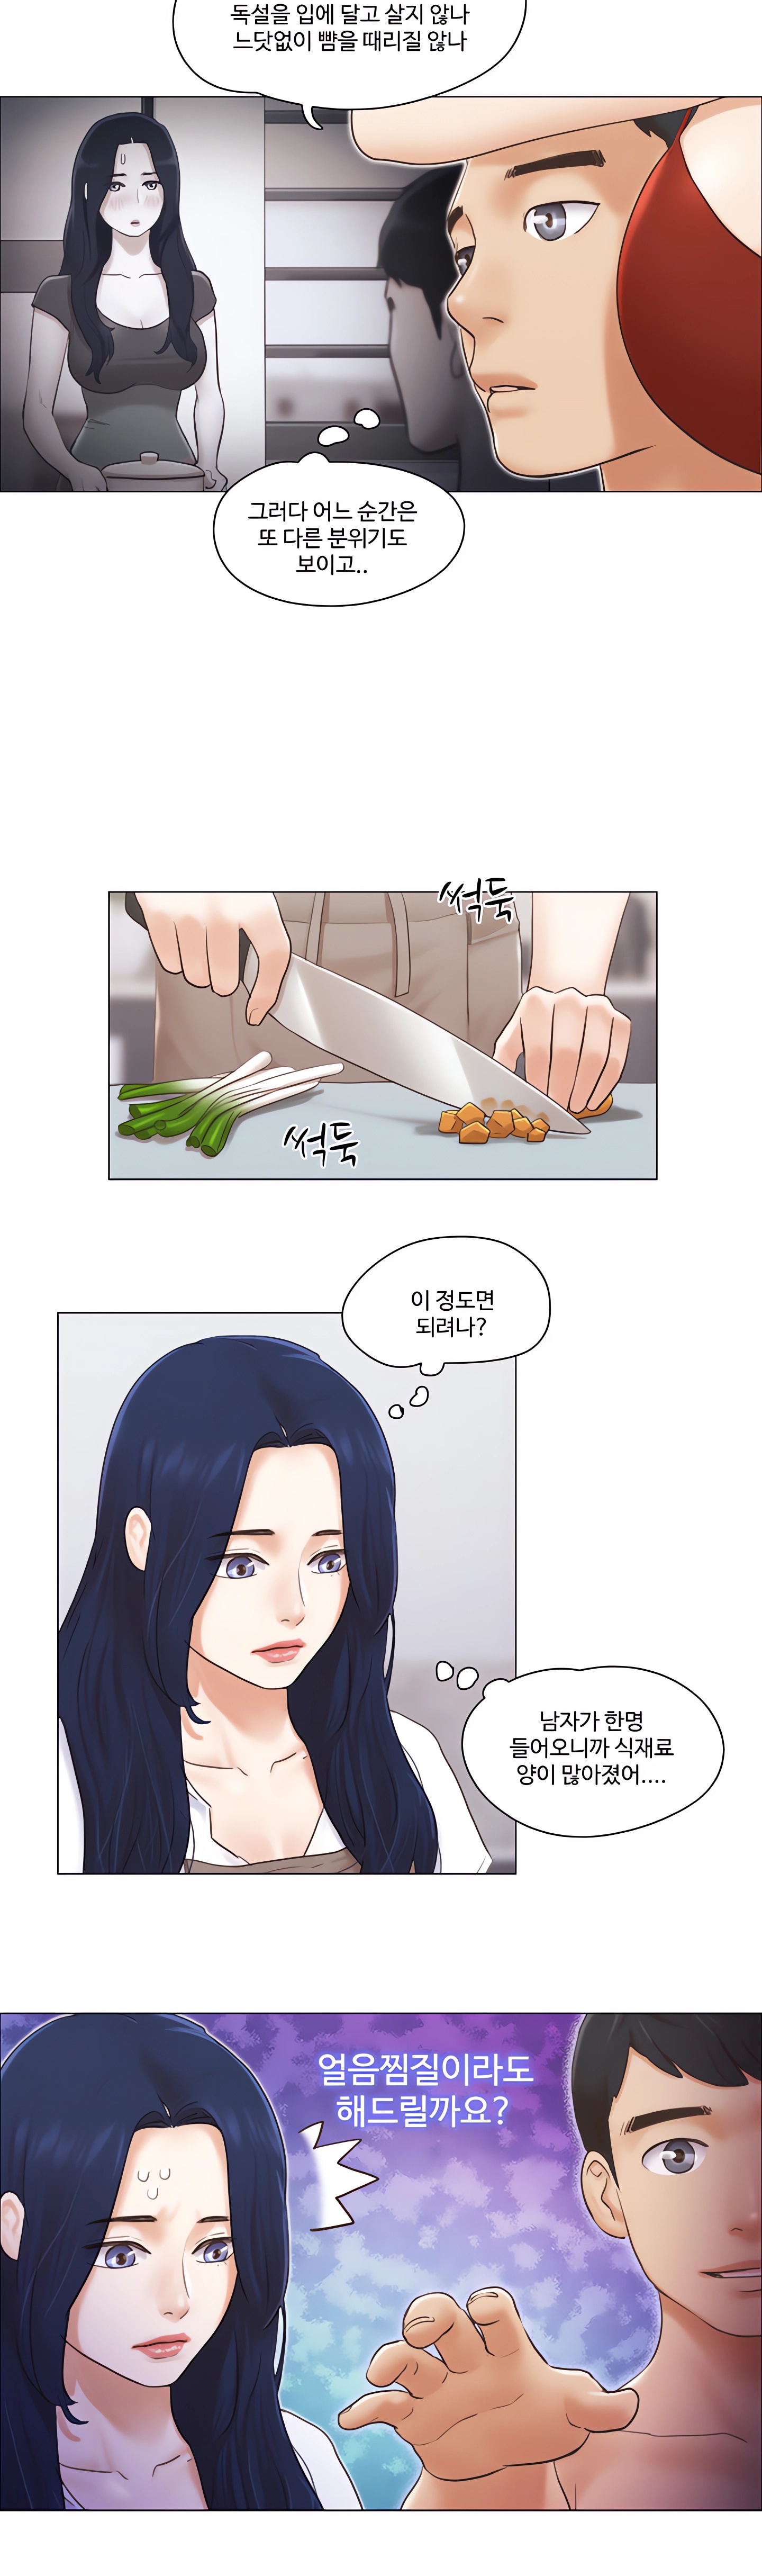 독설을 입에 달고 살지 않나
느닷없이 뺨을 때리질 않나
그러다 어느 순간은
또 다른 분위기도
보이고..
썩둑
썩둑
이 정도면
되려나?
남자가 한명
들어오니까 식재료
양이 많아졌어....
얼음찜질이라도
해드릴까요?